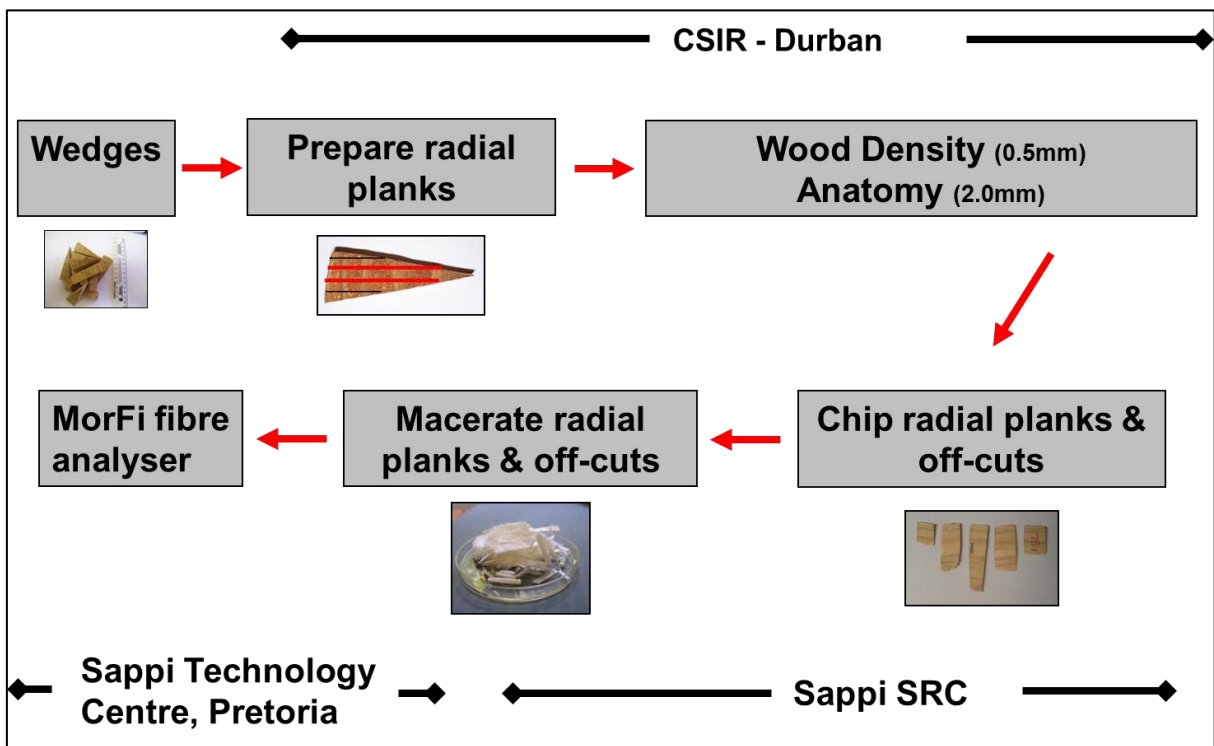 CSIR - Durban
Wedges
Prepare radial
planks
Wood Density (0.5mm)
Anatomy (2.0mm)
MorFi fibre
analyser
Macerate radial
planks & off-cuts
Chip radial planks &
off-cuts
Sappi Technology
Centre, Pretoria
Sappi SRC